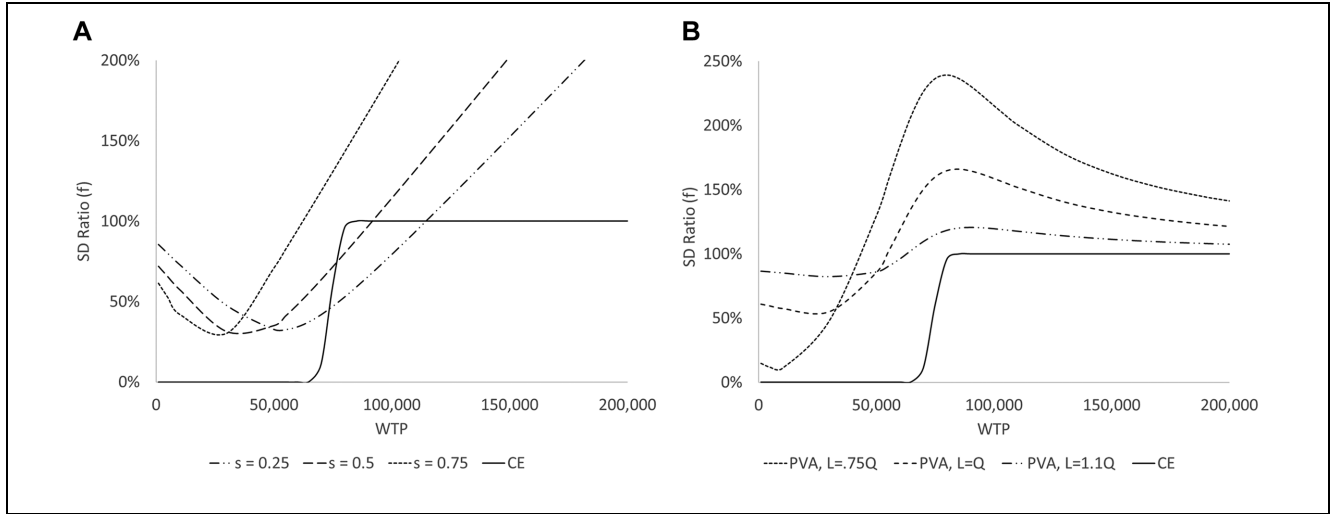 A
200%
150%
100%
50%
0%
SD Ratio (f)
0 50,000 100,000 150,000 200,000
WTP
s = 0.25 s = 0.5 s = 0.75 CE
B
250%
200%
150%
100%
50%
0%
SD Ratio (f)
0 50,000 100,000 150,000 200,000
WTP
PVA, L=.75Q PVA, L=Q PVA, L=1.1Q CE